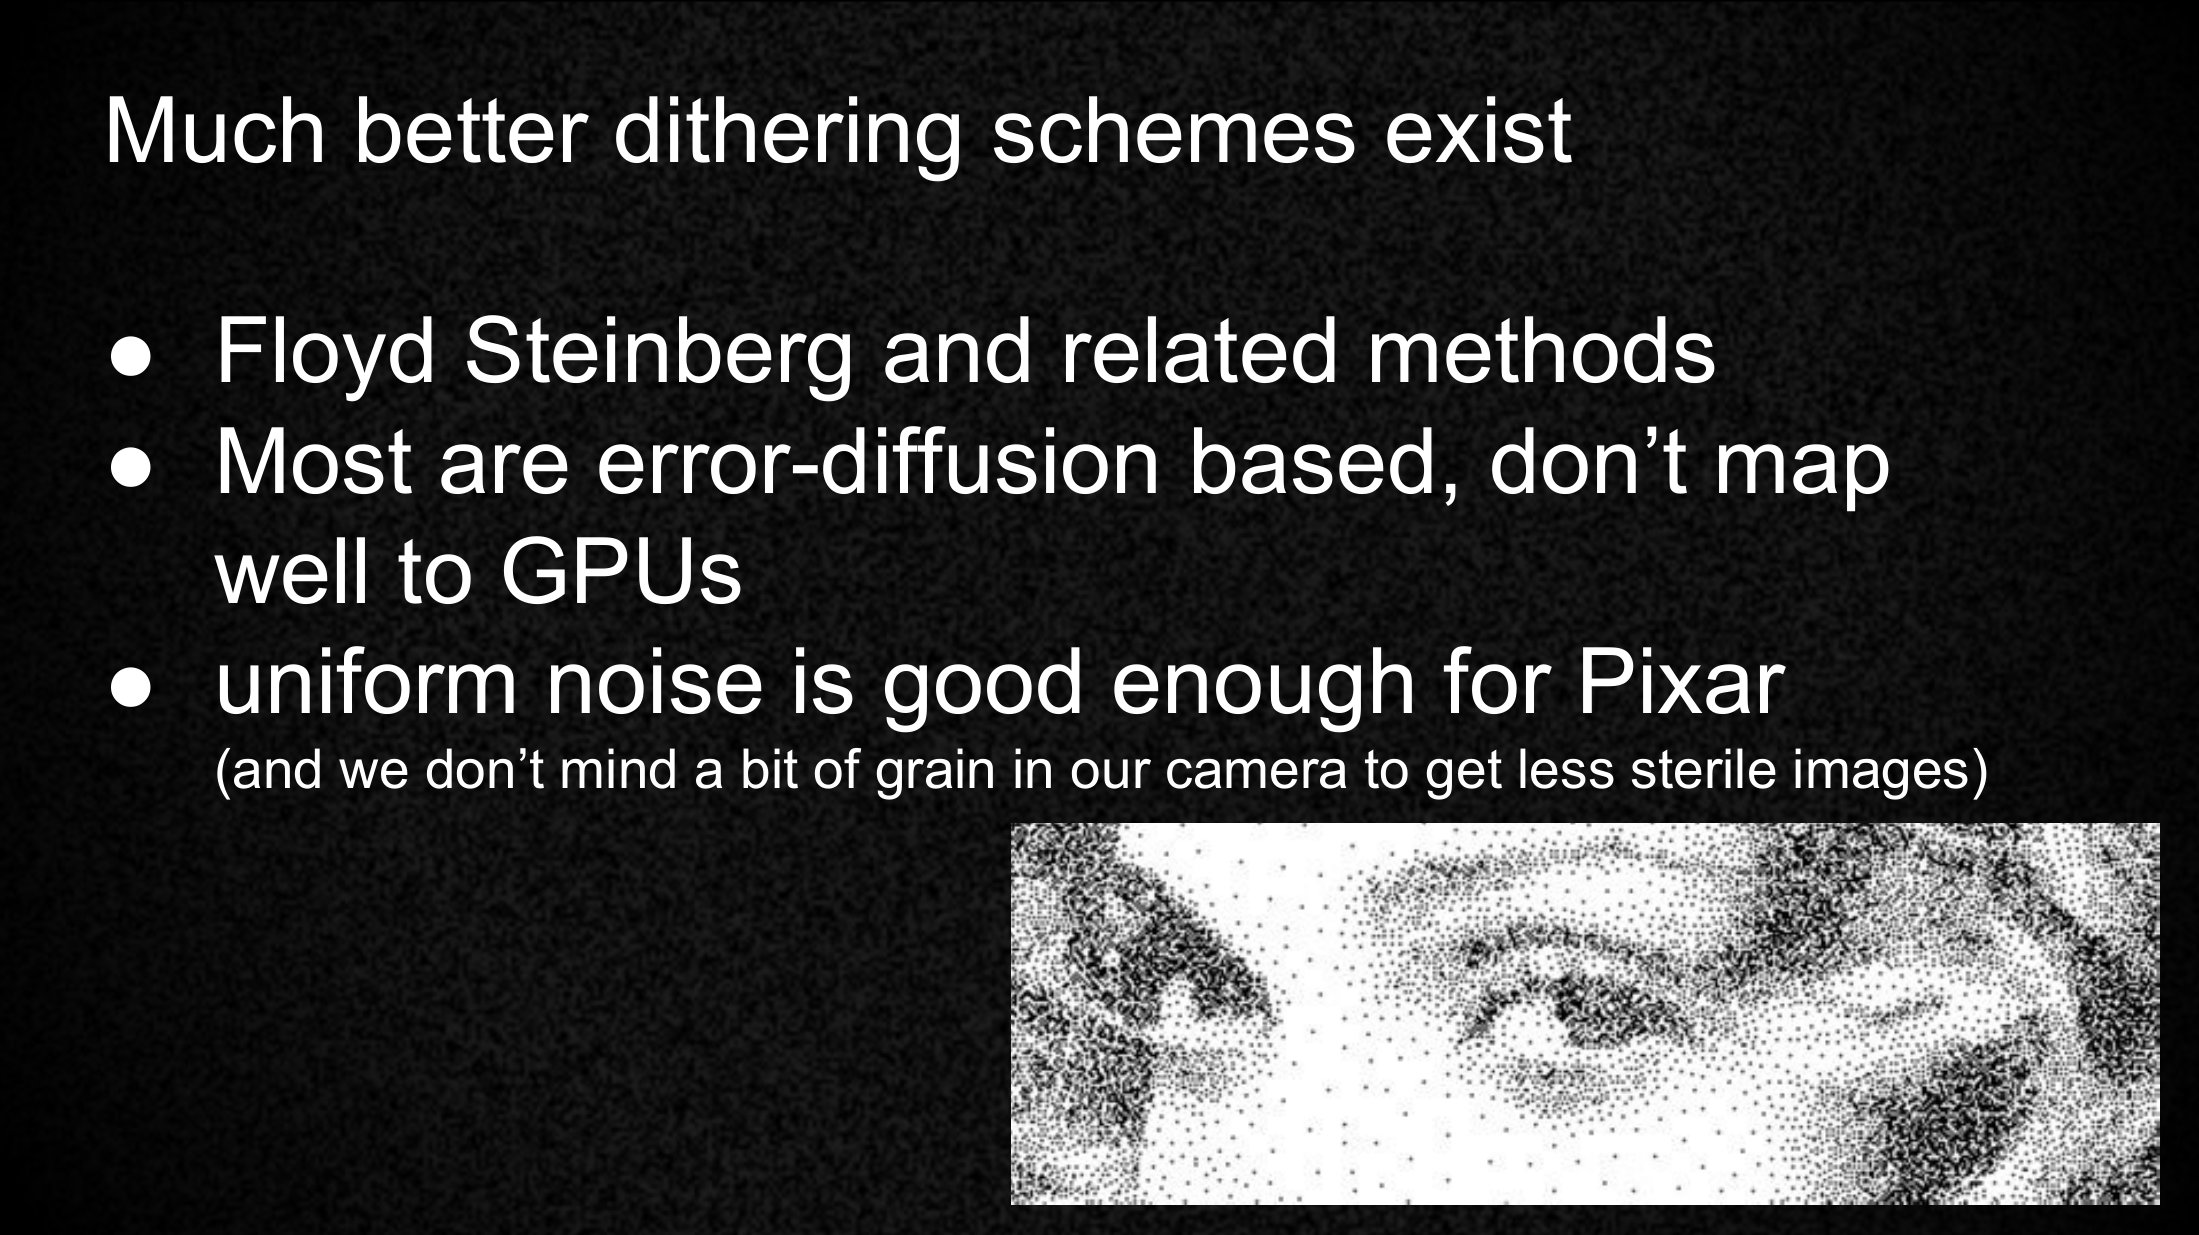 Much better dithering schemes exist
● Floyd Steinberg and related methods
● Most are error-diffusion based, don’t map
well to GPUs
● uniform noise is good enough for Pixar
(and we don’t mind a bit of grain in our camera to get less sterile images)